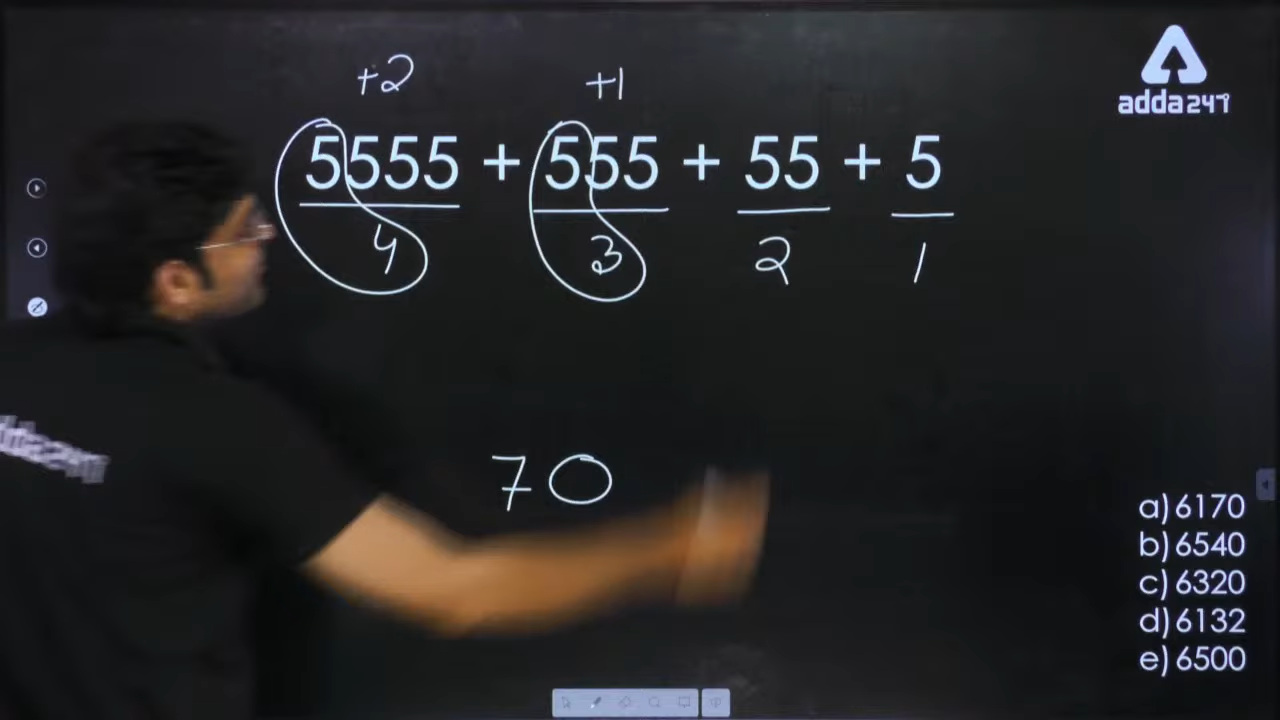 +2 +1
adda247
5555 + 555 + 55 + 5
4 3 2 1
70
a) 6170
b) 6540
c) 6320
d) 6132
e) 6500